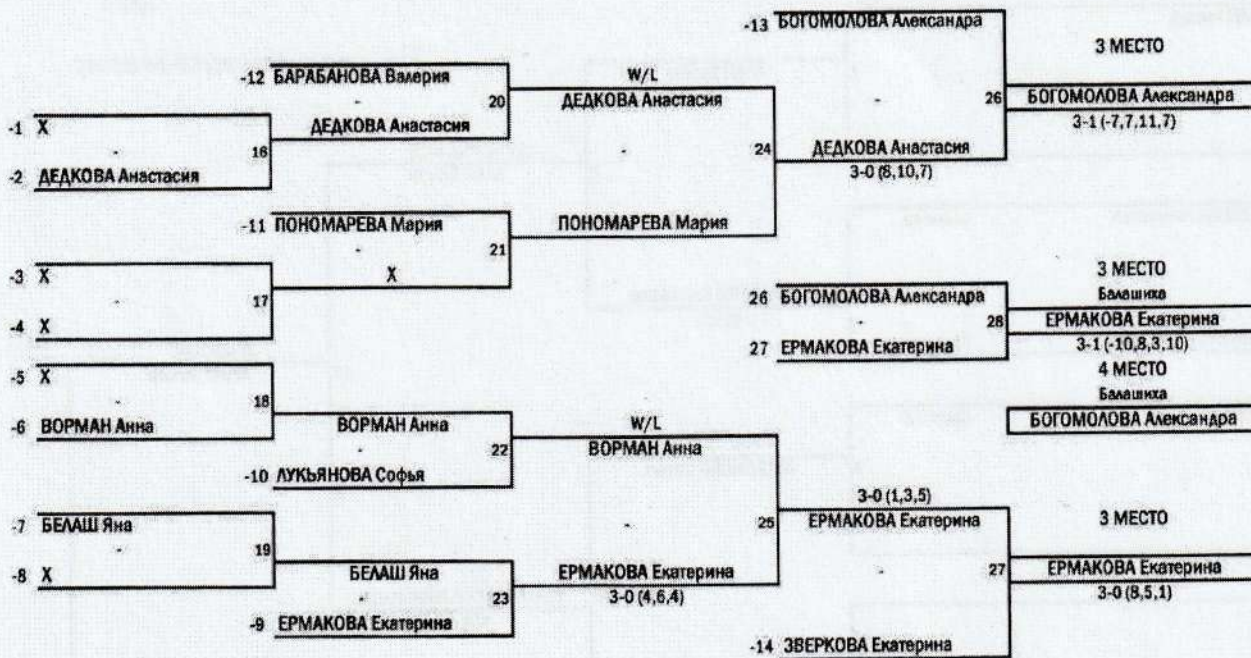 -13 БОГОМОЛОВА Александра
3 МЕСТО
-12 БАРАБАНОВА Валерия
W/L
20
ДЕДКОВА Анастасия
26
БОГОМОЛОВА Александра
-1 X
ДЕДКОВА Анастасия
3-1 (-7,7,11,7)
16
24
ДЕДКОВА Анастасия
-2 ДЕДКОВА Анастасия
3-0 (8,10,7)
-11 ПОНОМАРЕВА Мария
21
ПОНОМАРЕВА Мария
-3 X
X
3 МЕСТО
17
26 БОГОМОЛОВА Александра
Балашиха
28
ЕРМАКОВА Екатерина
-4 X
27 ЕРМАКОВА Екатерина
3-1 (-10,8,3,10)
4 МЕСТО
-5 X
Балашиха
18
БОГОМОЛОВА Александра
-6 ВОРМАН Анна
ВОРМАН Анна
W/L
22
ВОРМАН Анна
-10 ЛУКЬЯНОВА Софья
3-0 (1,3,5)
-7 БЕЛАШ Яна
25
ЕРМАКОВА Екатерина
3 МЕСТО
19
-8 X
БЕЛАШ Яна
ЕРМАКОВА Екатерина
27
ЕРМАКОВА Екатерина
23
3-0 (4,6,4)
3-0 (8,5,1)
-9 ЕРМАКОВА Екатерина
-14 ЗВЕРКОВА Екатерина